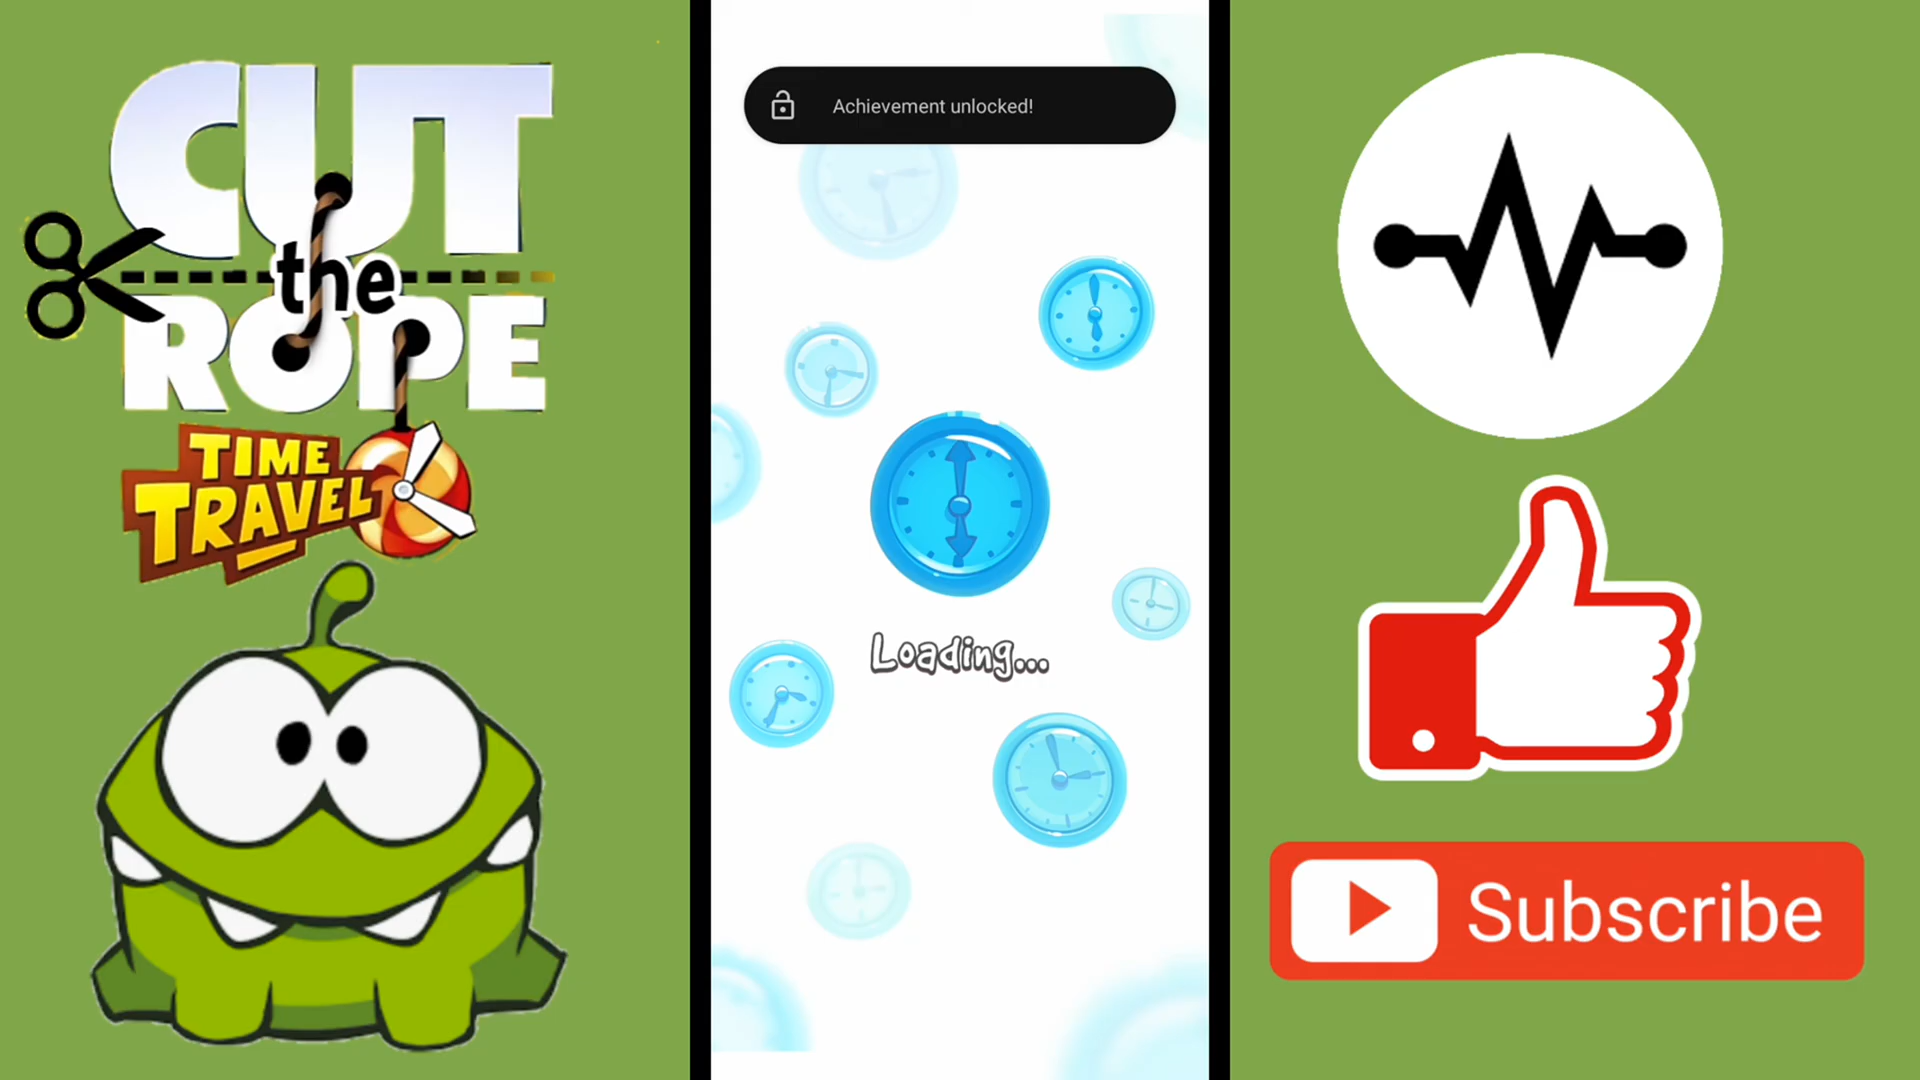 CUT
the
ROPE
TIME
TRAVEL
Achievement unlocked!
Loading...
Subscribe